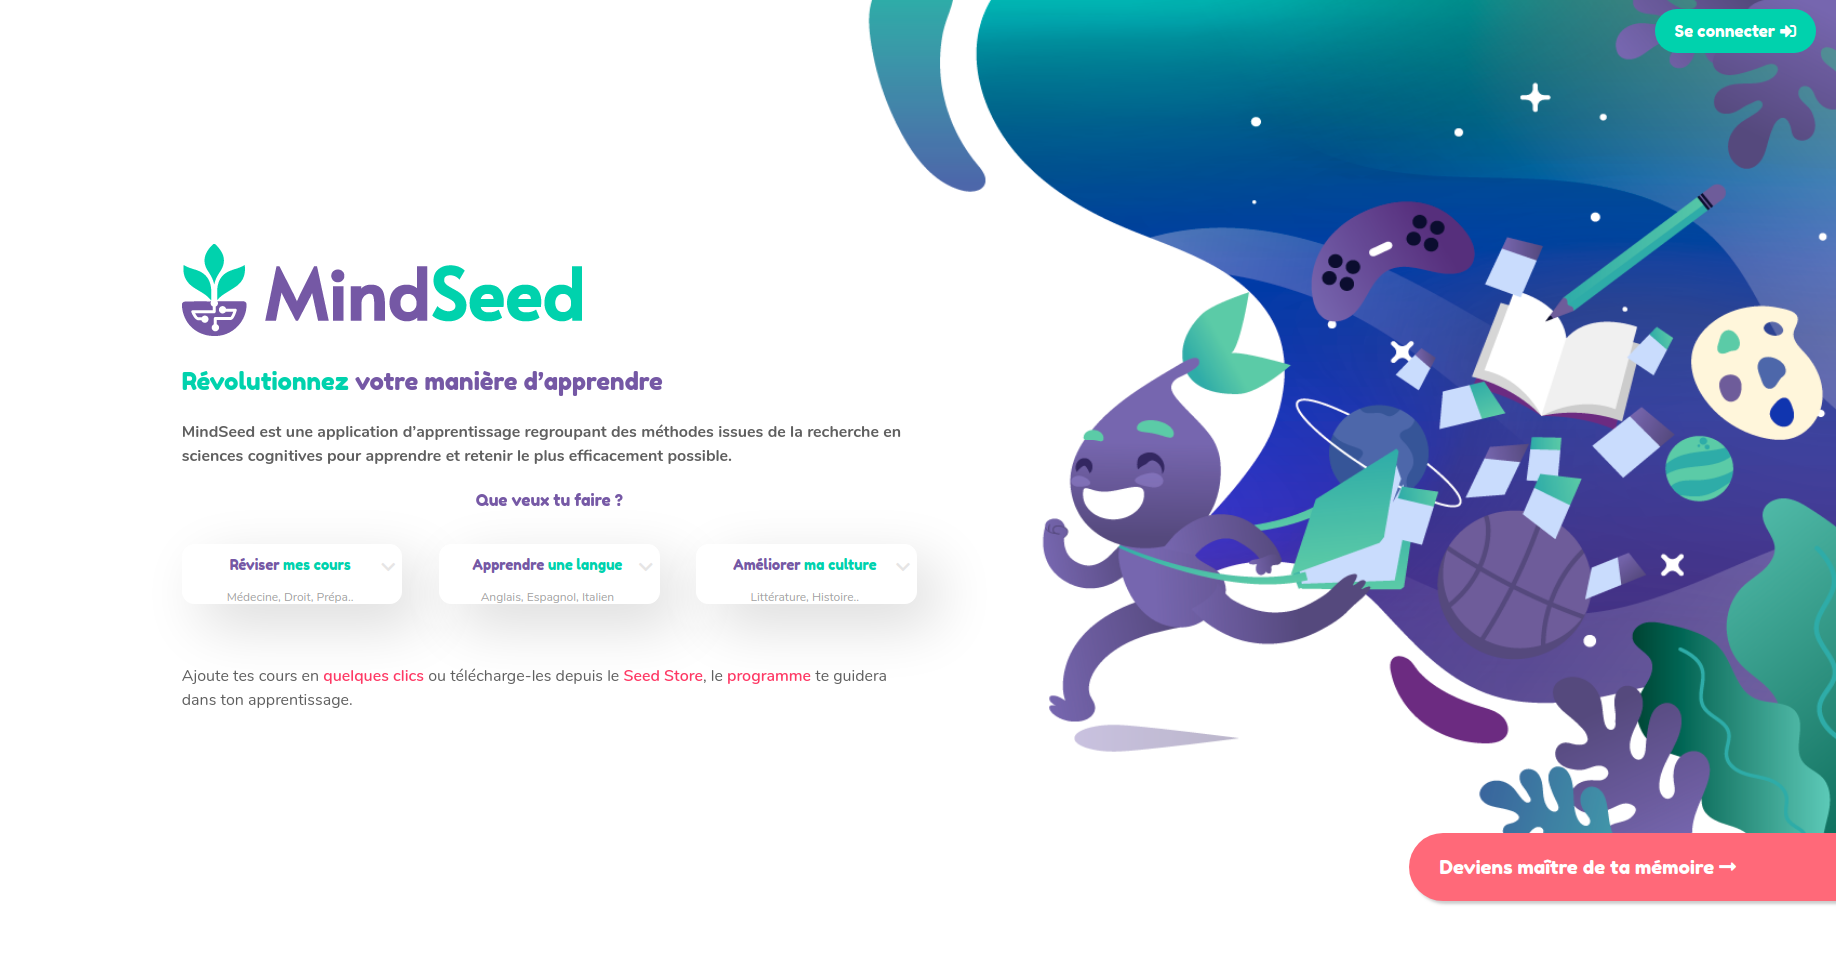 Se connecter
MindSeed
Révolutionnez votre manière d’apprendre
MindSeed est une application d’apprentissage regroupant des méthodes issues de la recherche en
sciences cognitives pour apprendre et retenir le plus efficacement possible.
Que veux tu faire ?
Réviser mes cours
Médecine, Droit, Prépa..
Apprendre une langue
Anglais, Espagnol, Italien
Améliorer ma culture
Littérature, Histoire..
Ajoute tes cours en quelques clics ou télécharge-les depuis le Seed Store, le programme te guidera
dans ton apprentissage.
Deviens maître de ta mémoire